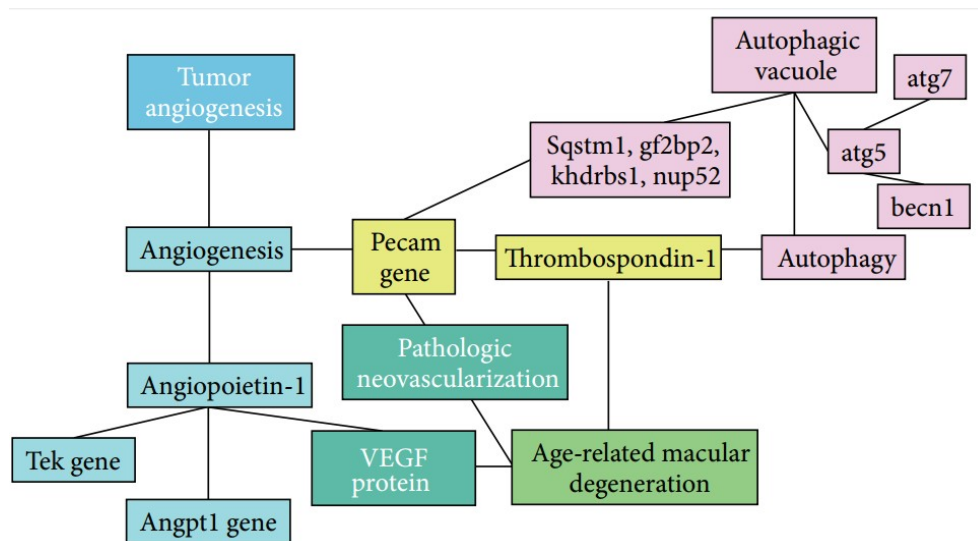 Tumor
angiogenesis
Autophagic
vacuole
atg7
Sqstm1, gf2bp2,
khdrbs1, nup52
atg5
becn1
Angiogenesis
Pecam
gene
Thrombospondin-1
Autophagy
Pathologic
neovascularization
Angiopoietin-1
Tek gene
VEGF
protein
Age-related macular
degeneration
Angpt1 gene